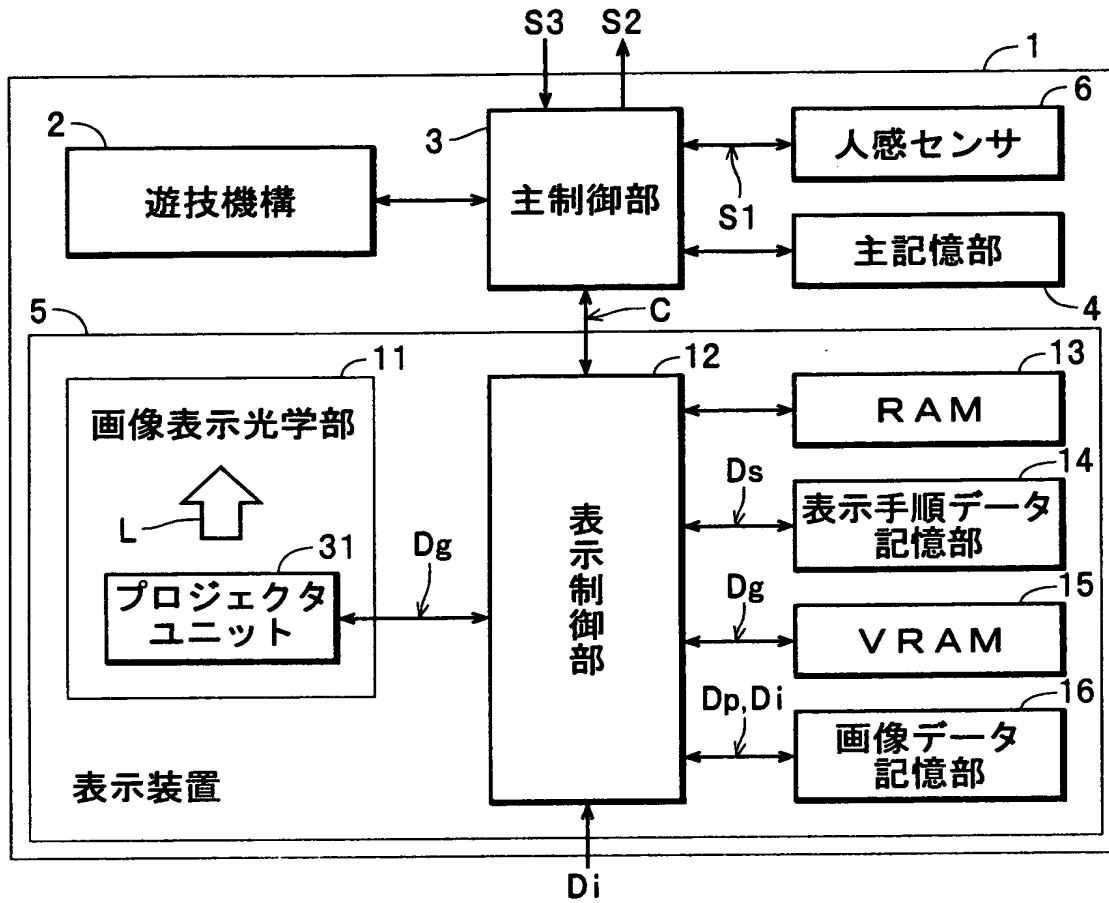 S3
S2
1
2
遊技機構
3
主制御部
6
人感センサ
S1
主記憶部
4
C
5
11
画像表示光学部
L
31
プロジェクタ
ユニット
Dg
12
表示制御部
13
RAM
Ds
14
表示手順データ
記憶部
Dg
15
VRAM
Dp,Di
16
画像データ
記憶部
表示装置
Di